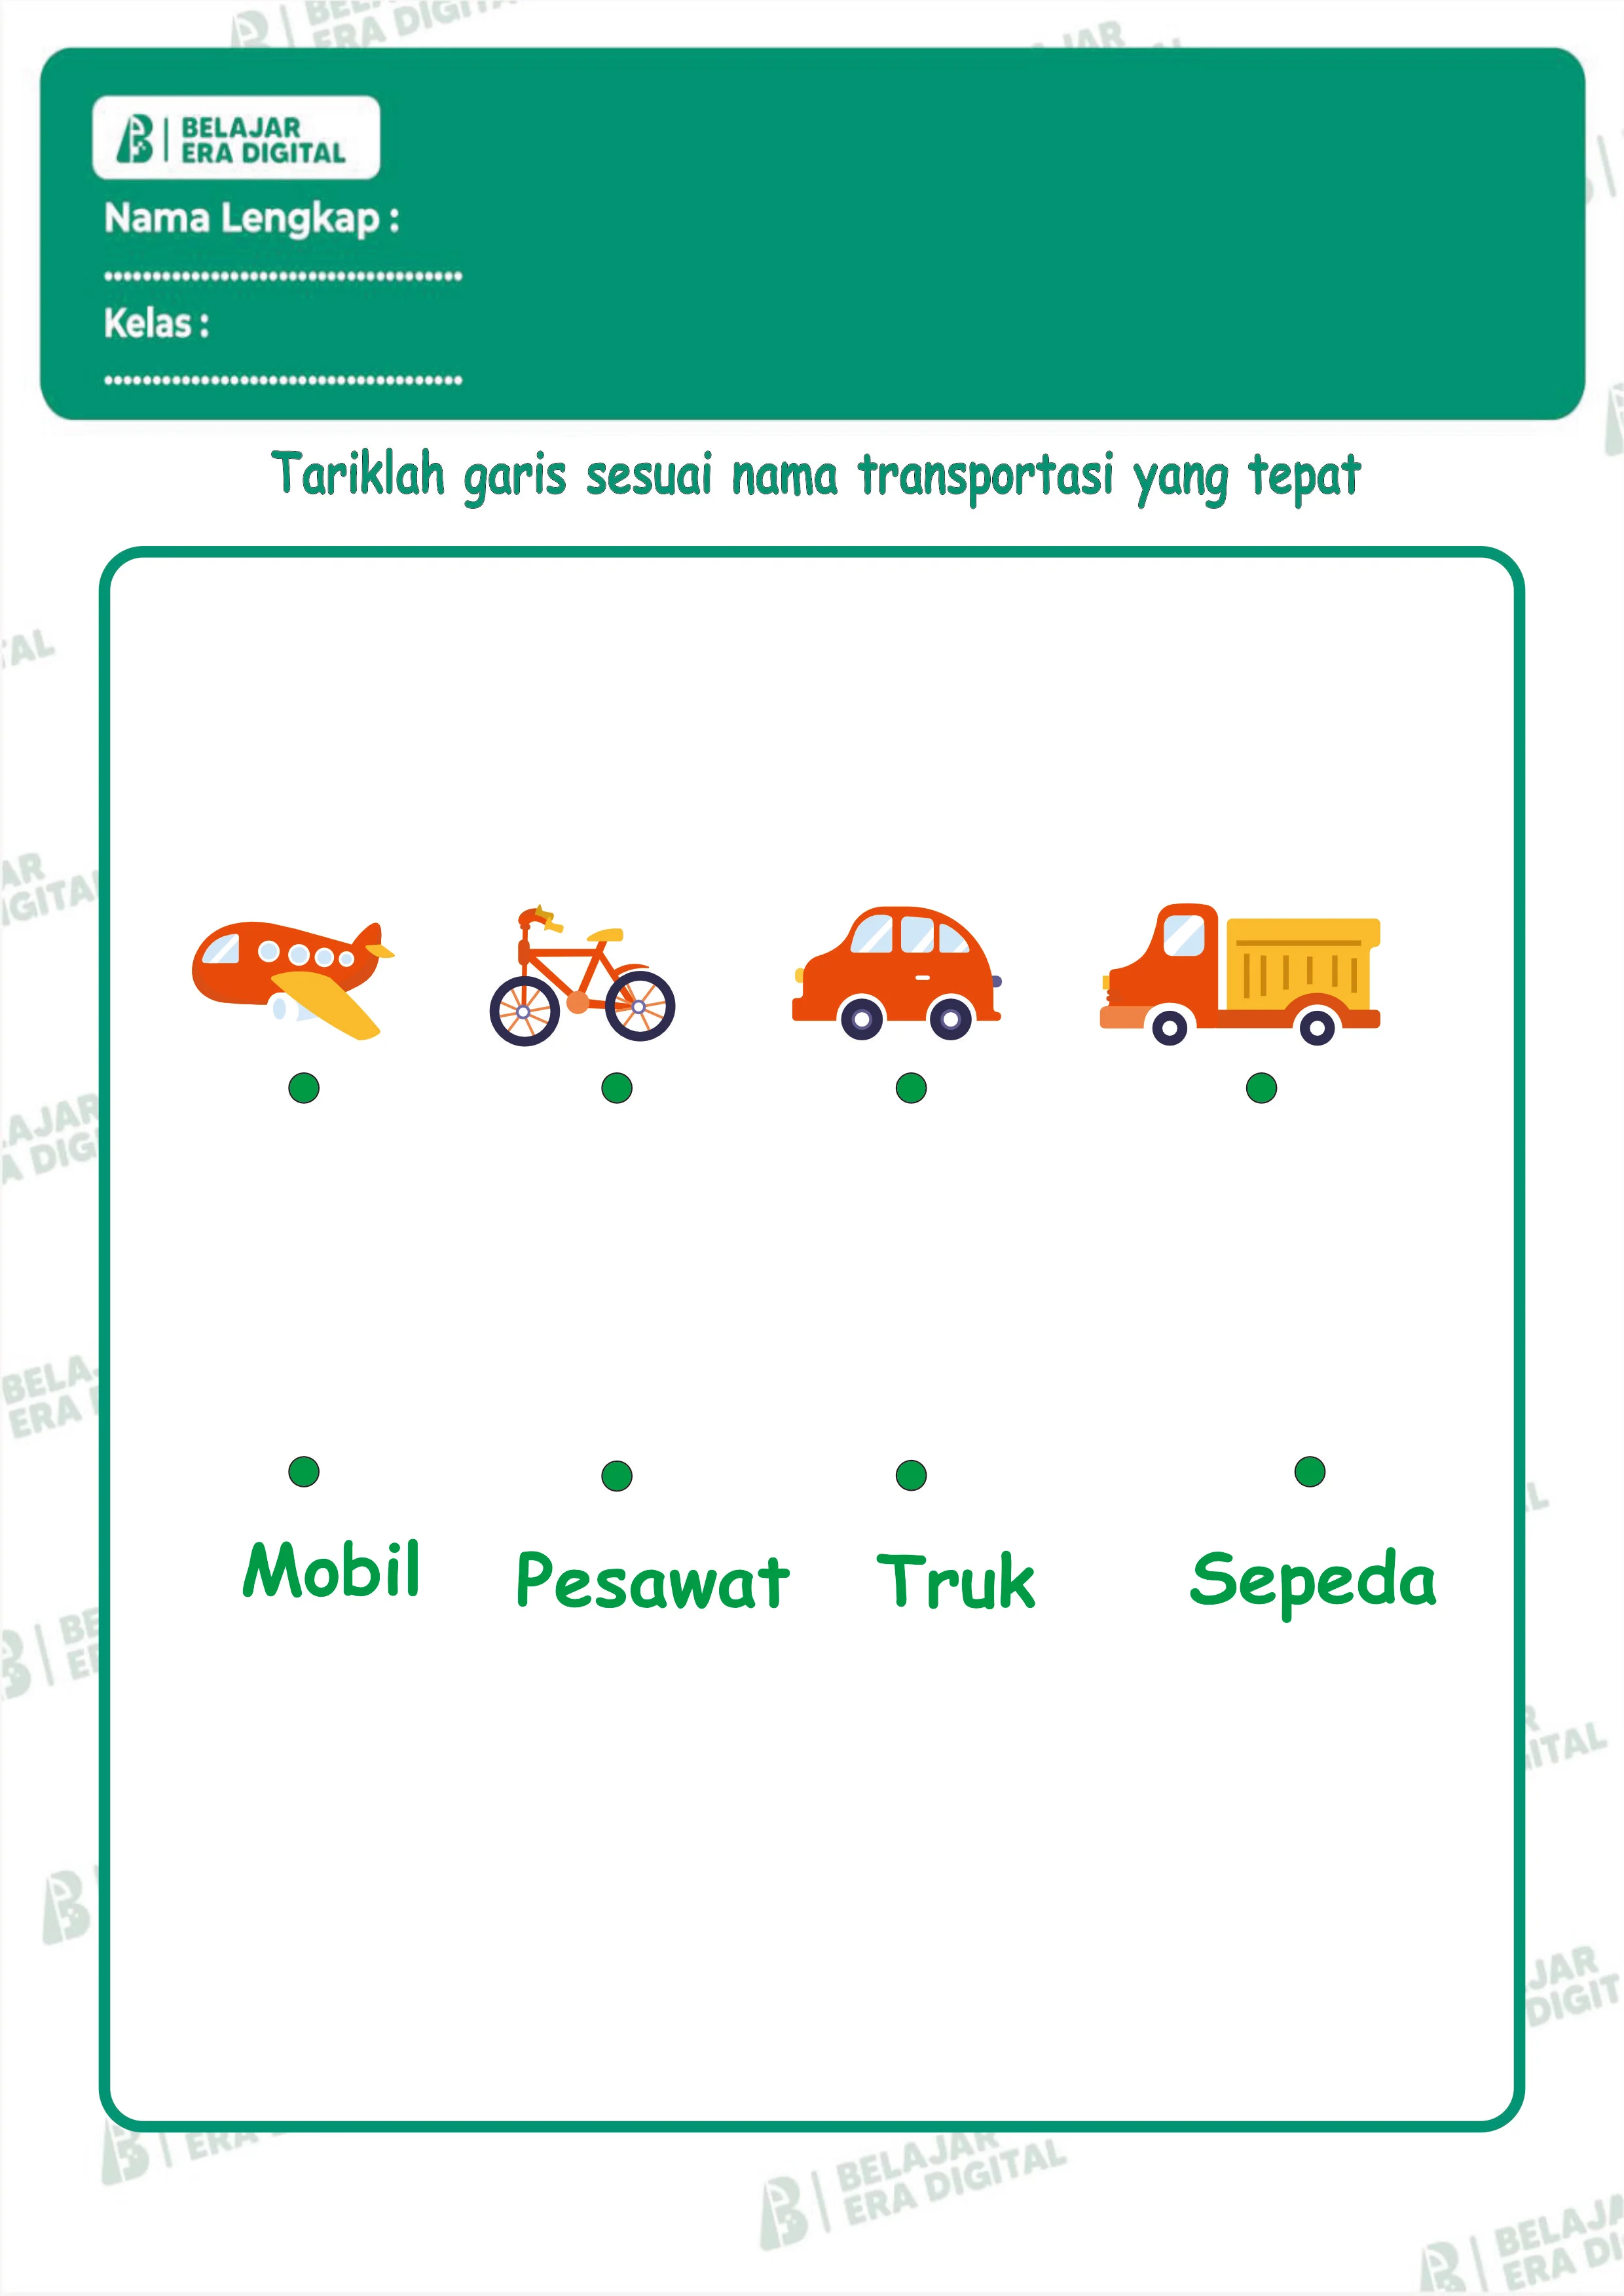 BELAJAR
ERA DIGITAL
Nama Lengkap :
.....................................
Kelas :
.....................................
Tariklah garis sesuai nama transportasi yang tepat
Mobil Pesawat Truk Sepeda
BELAJAR
ERA DIGITAL